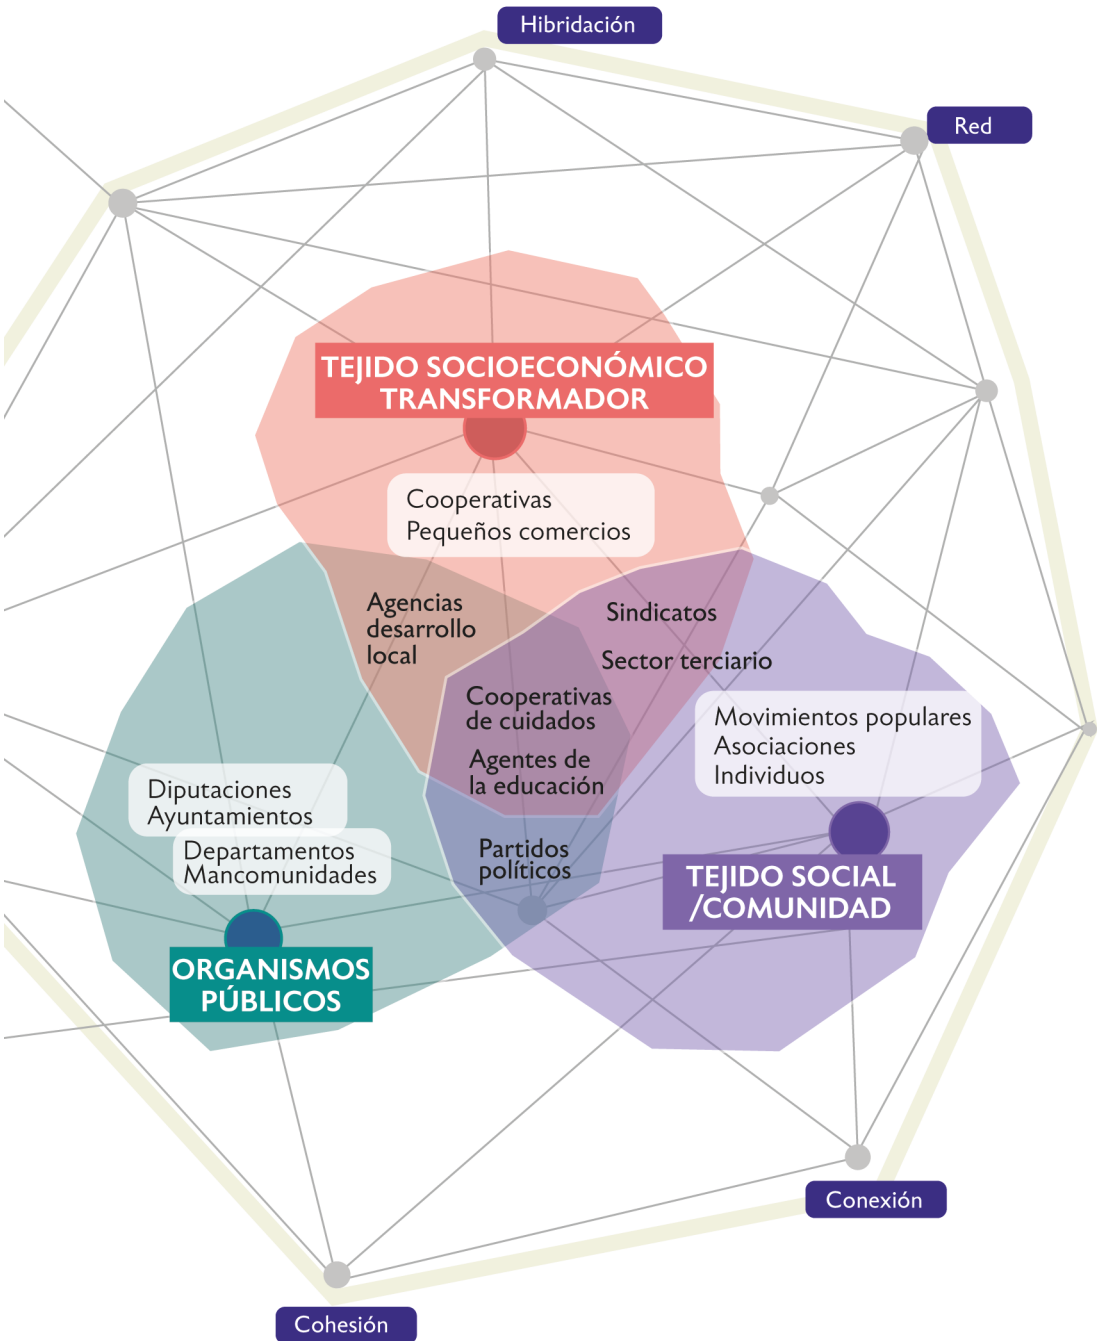 Hibridación
Red
TEJIDO SOCIOECONÓMICO
TRANSFORMADOR
Cooperativas
Pequeños comercios
Agencias
desarrollo
local
Sindicatos
Sector terciario
Cooperativas
de cuidados
Agentes de
la educación
Movimientos populares
Asociaciones
Individuos
Diputaciones
Ayuntamientos
Departamentos
Mancomunidades
Partidos
políticos
TEJIDO SOCIAL
/COMUNIDAD
ORGANISMOS
PÚBLICOS
Conexión
Cohesión